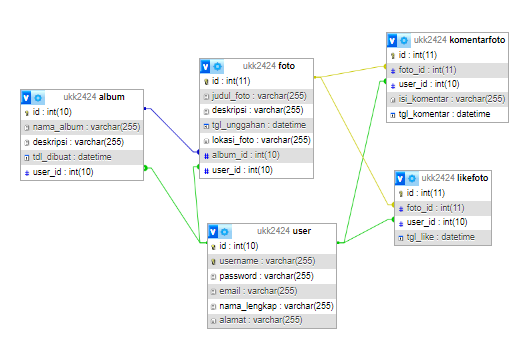 ukk2424 album
id : int(10)
nama_album : varchar(255)
deskripsi : varchar(255)
tdl_dibuat : datetime
user_id : int(10)
ukk2424 foto
id : int(11)
judul_foto : varchar(255)
deskripsi : varchar(255)
tgl_unggahan : datetime
lokasi_foto : varchar(255)
album_id : int(10)
user_id : int(10)
ukk2424 komentarfoto
id : int(11)
foto_id : int(11)
user_id : int(10)
isi_komentar : varchar(255)
tgl_komentar : datetime
ukk2424 likefoto
id : int(11)
foto_id : int(11)
user_id : int(10)
tgl_like : datetime
ukk2424 user
id : int(10)
username : varchar(255)
password : varchar(255)
email : varchar(255)
nama_lengkap : varchar(255)
alamat : varchar(255)